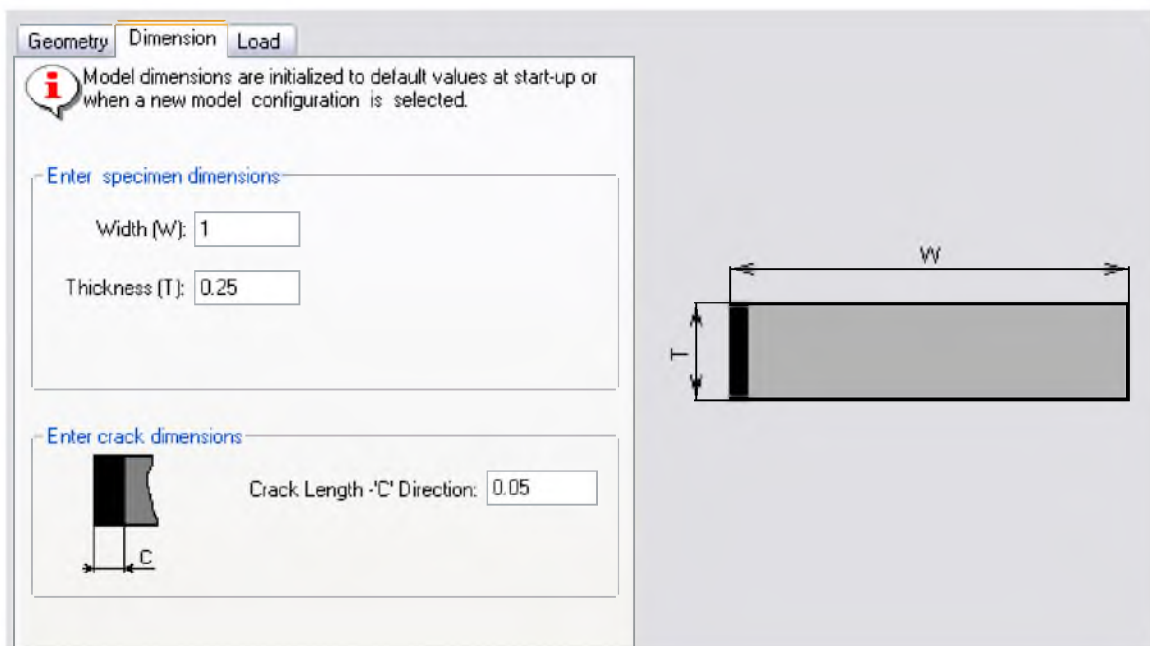 Geometry Dimension Load
i
Model dimensions are initialized to default values at start-up or
when a new model configuration is selected.
Enter specimen dimensions
Width (W): 1
Thickness (T): 0.25
W
T
Enter crack dimensions
Crack Length -'C' Direction: 0.05
C